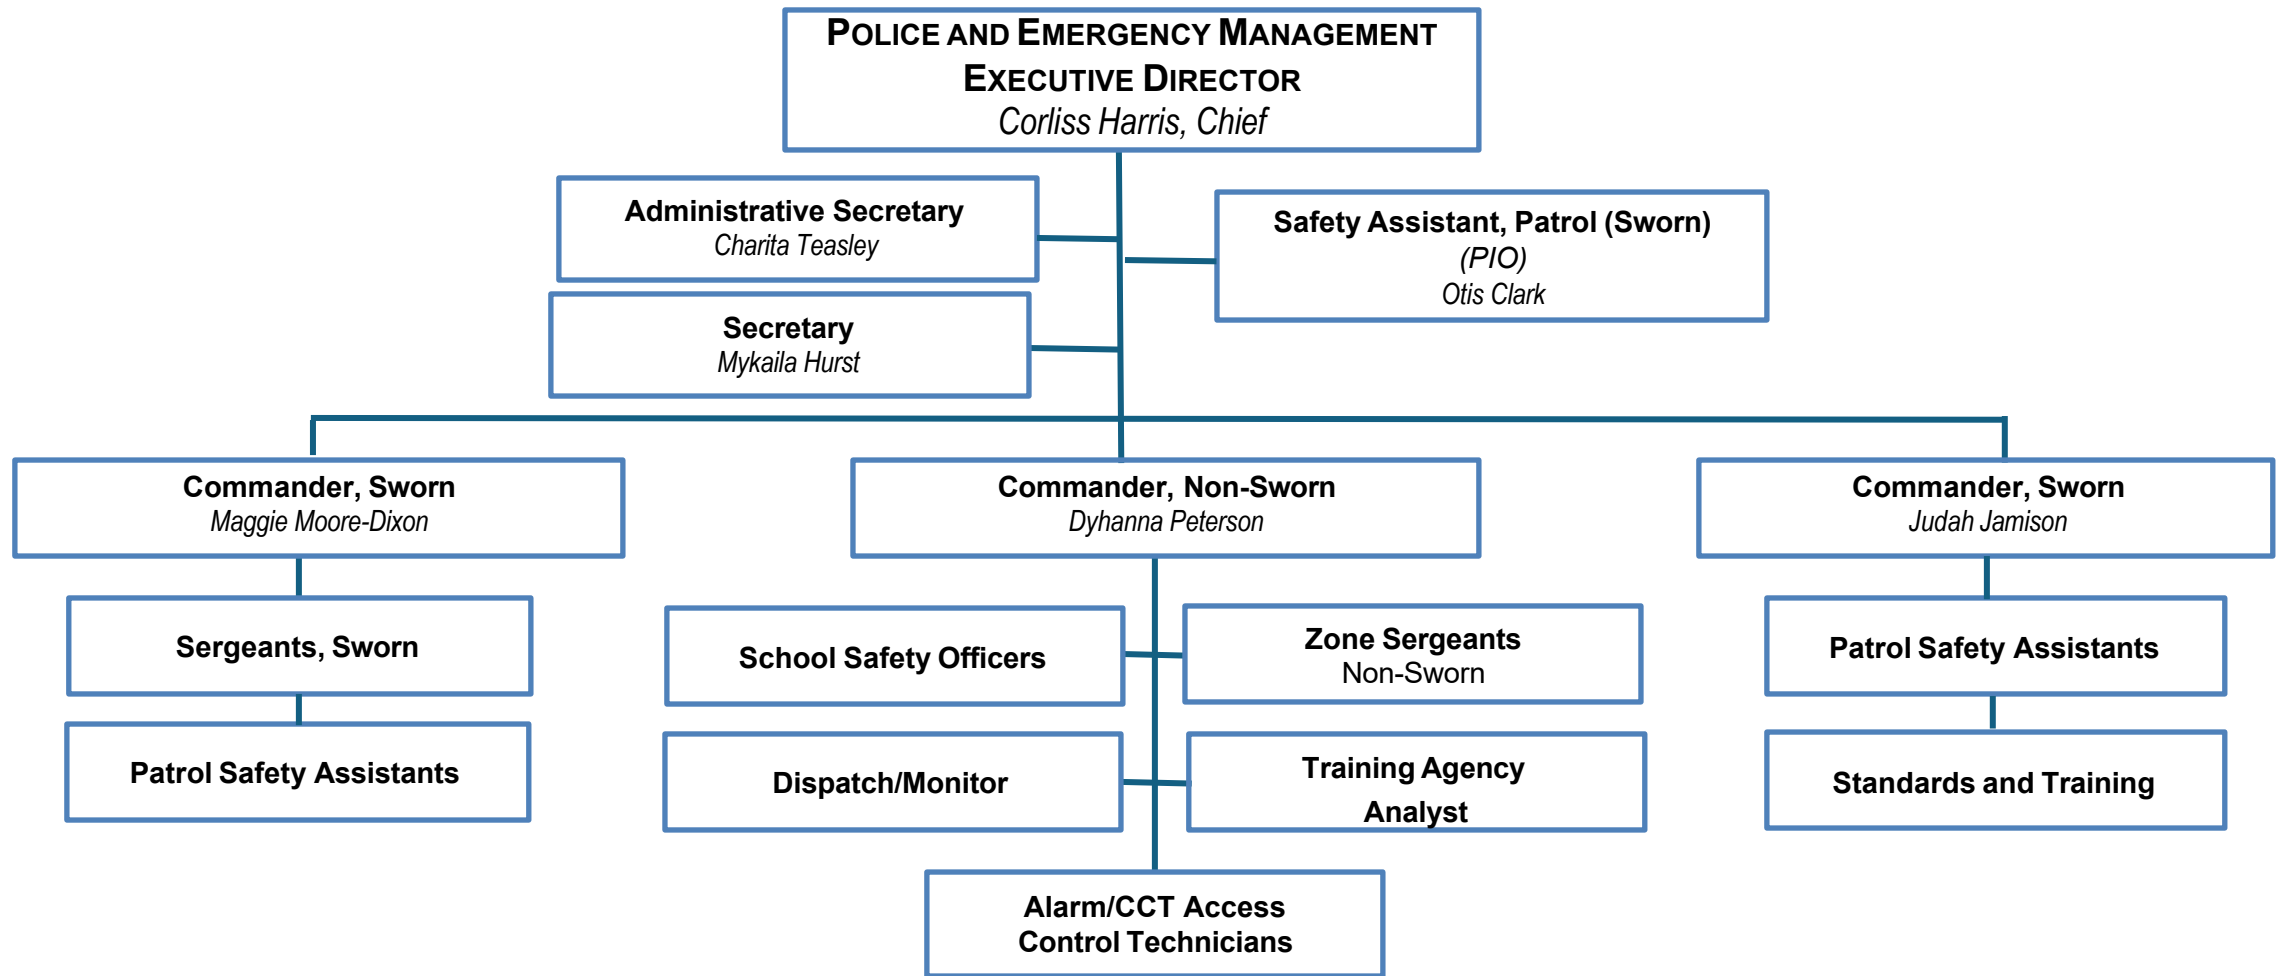 POLICE AND EMERGENCY MANAGEMENT
EXECUTIVE DIRECTOR
Corliss Harris, Chief
Administrative Secretary
Charita Teasley
Safety Assistant, Patrol (Sworn)
(PIO)
Otis Clark
Secretary
Mykaila Hurst
Commander, Sworn
Maggie Moore-Dixon
Commander, Non-Sworn
Dyhanna Peterson
Commander, Sworn
Judah Jamison
Sergeants, Sworn
School Safety Officers
Zone Sergeants
Non-Sworn
Patrol Safety Assistants
Patrol Safety Assistants
Dispatch/Monitor
Training Agency
Analyst
Standards and Training
Alarm/CCT Access
Control Technicians